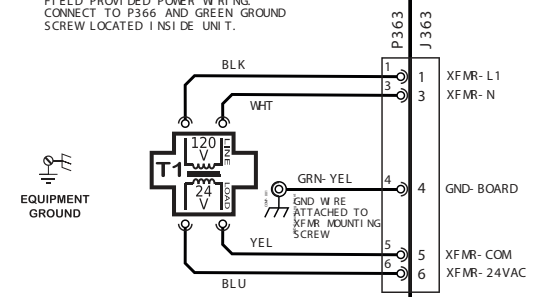 FIELD PROVIDED POWER WIRING.
CONNECT TO P366 AND GREEN GROUND
SCREW LOCATED INSIDE UNIT.
P363
J363
BLK
1
1
XFMR-L1
3
WHT
3
XFMR-N
120
V
LINE
T1
24
V
LOAD
EQUIPMENT
GROUND
GRN-YEL
4
4
GND-BOARD
GND WIRE
ATTACHED TO
XFMR MOUNTING
SCREW
YEL
5
5
XFMR-COM
6
6
XFMR-24VAC
BLU